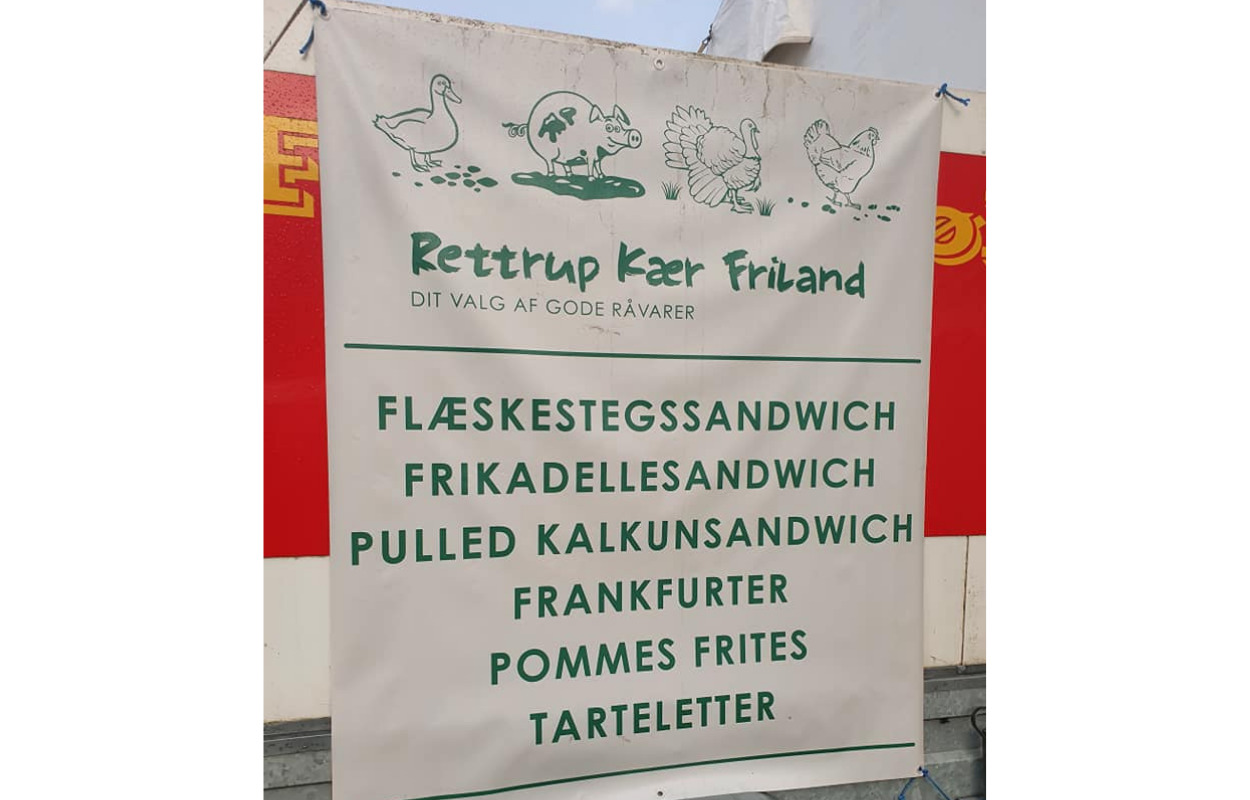 Rettrup Kær Friland
DIT VALG AF GODE RÅVARER
FLÆSKESTEGSSANDWICH
FRIKADELLESANDWICH
PULLED KALKUNSANDWICH
FRANKFURTER
POMMES FRITES
TARTELETTER